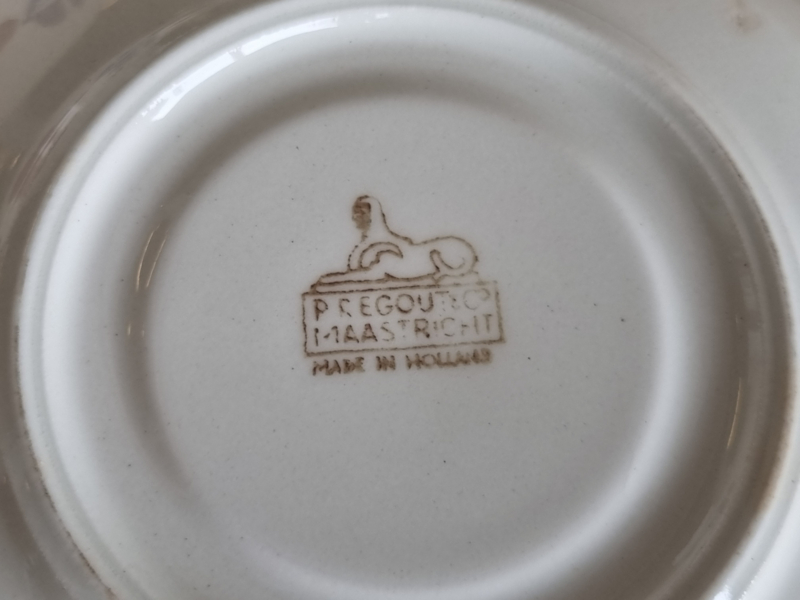 P. REGOUT & Co
MAASTRICHT
MADE IN HOLLAND